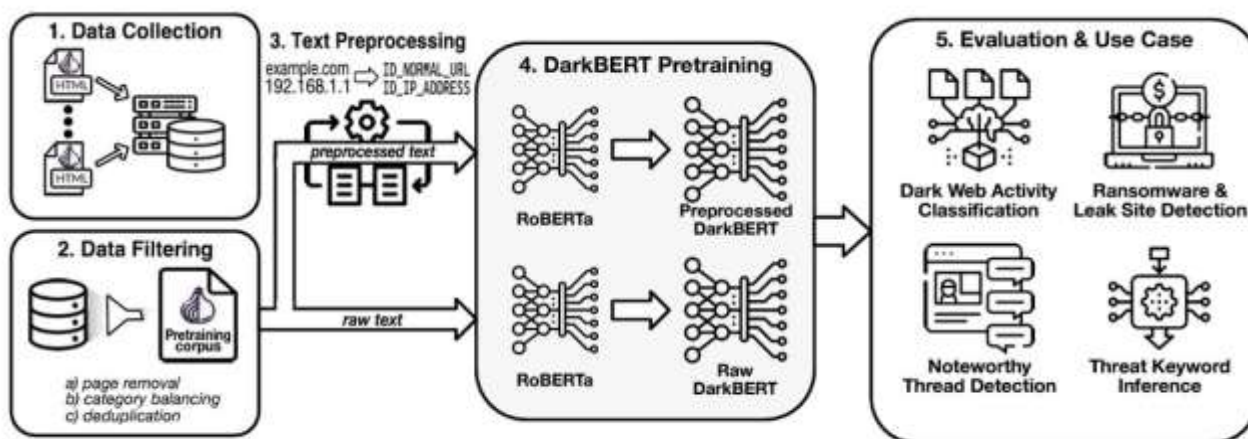 1. Data Collection
HTML
HTML
2. Data Filtering
Pretraining
corpus
a) page removal
b) category balancing
c) deduplication
3. Text Preprocessing
example.com ID_NORMAL_URL
192.168.1.1 ID_IP_ADDRESS
preprocessed text
raw text
4. DarkBERT Pretraining
RoBERTa
Preprocessed
DarkBERT
RoBERTa
Raw
DarkBERT
5. Evaluation & Use Case
$
Dark Web Activity
Classification
Ransomware &
Leak Site Detection
Noteworthy
Thread Detection
Threat Keyword
Inference